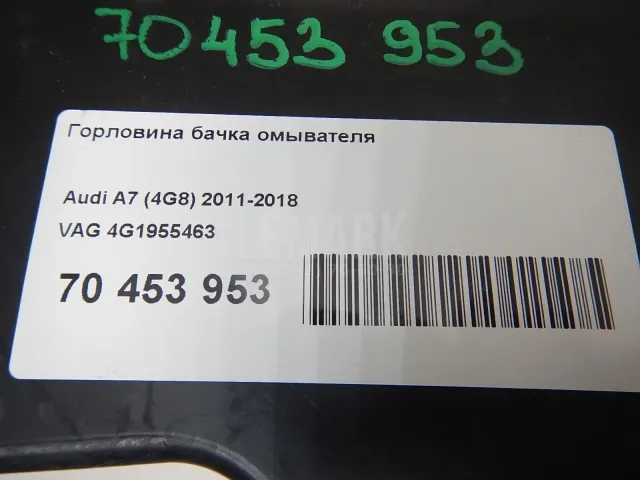 70453 953
Горловина бачка омывателя
Audi A7 (4G8) 2011-2018
VAG 4G1955463
70 453 953